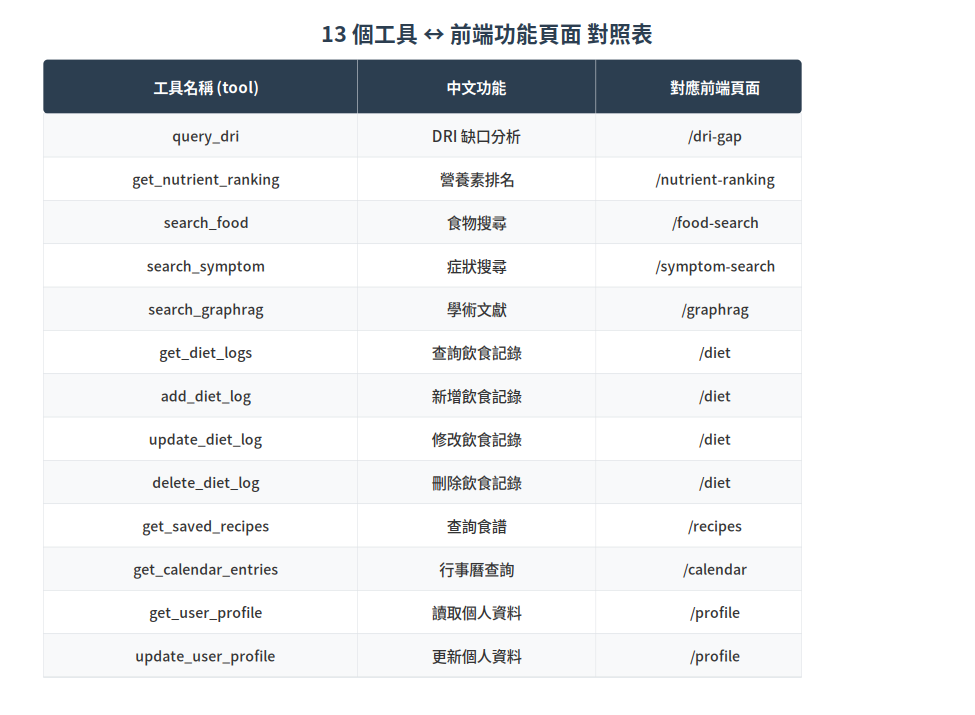 13 個工具 ↔ 前端功能頁面 對照表
工具名稱 (tool) 中文功能 對應前端頁面
query_dri DRI 缺口分析 /dri-gap
get_nutrient_ranking 營養素排名 /nutrient-ranking
search_food 食物搜尋 /food-search
search_symptom 症狀搜尋 /symptom-search
search_graphrag 學術文獻 /graphrag
get_diet_logs 查詢飲食記錄 /diet
add_diet_log 新增飲食記錄 /diet
update_diet_log 修改飲食記錄 /diet
delete_diet_log 刪除飲食記錄 /diet
get_saved_recipes 查詢食譜 /recipes
get_calendar_entries 行事曆查詢 /calendar
get_user_profile 讀取個人資料 /profile
update_user_profile 更新個人資料 /profile